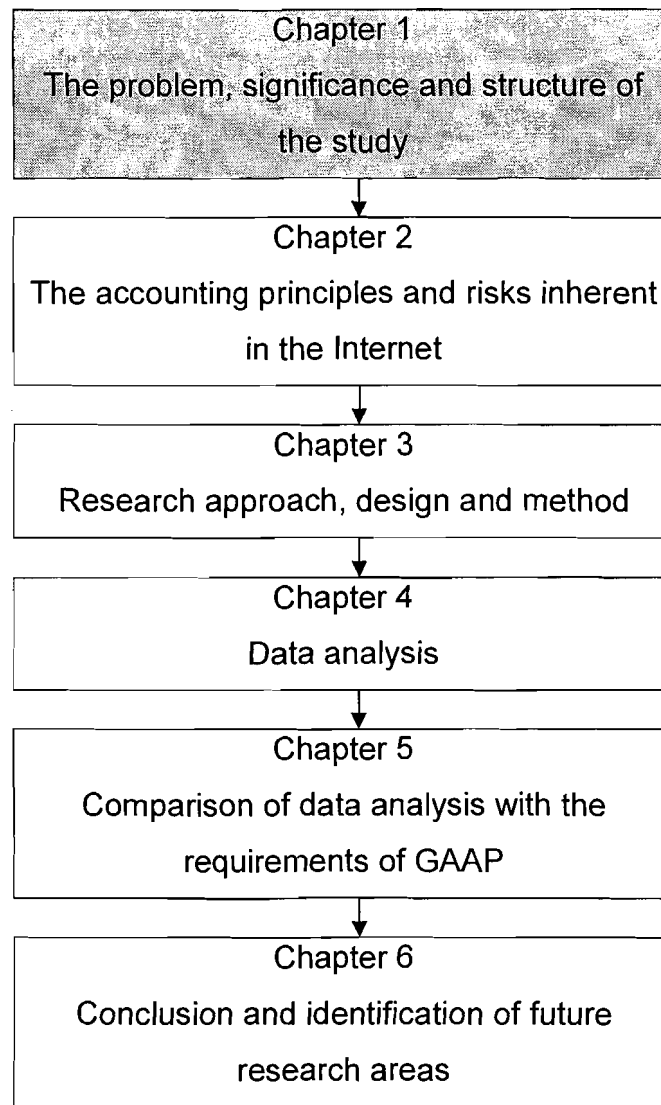 Chapter 1
The problem, significance and structure of
the study
Chapter 2
The accounting principles and risks inherent
in the Internet
Chapter 3
Research approach, design and method
Chapter 4
Data analysis
Chapter 5
Comparison of data analysis with the
requirements of GAAP
Chapter 6
Conclusion and identification of future
research areas